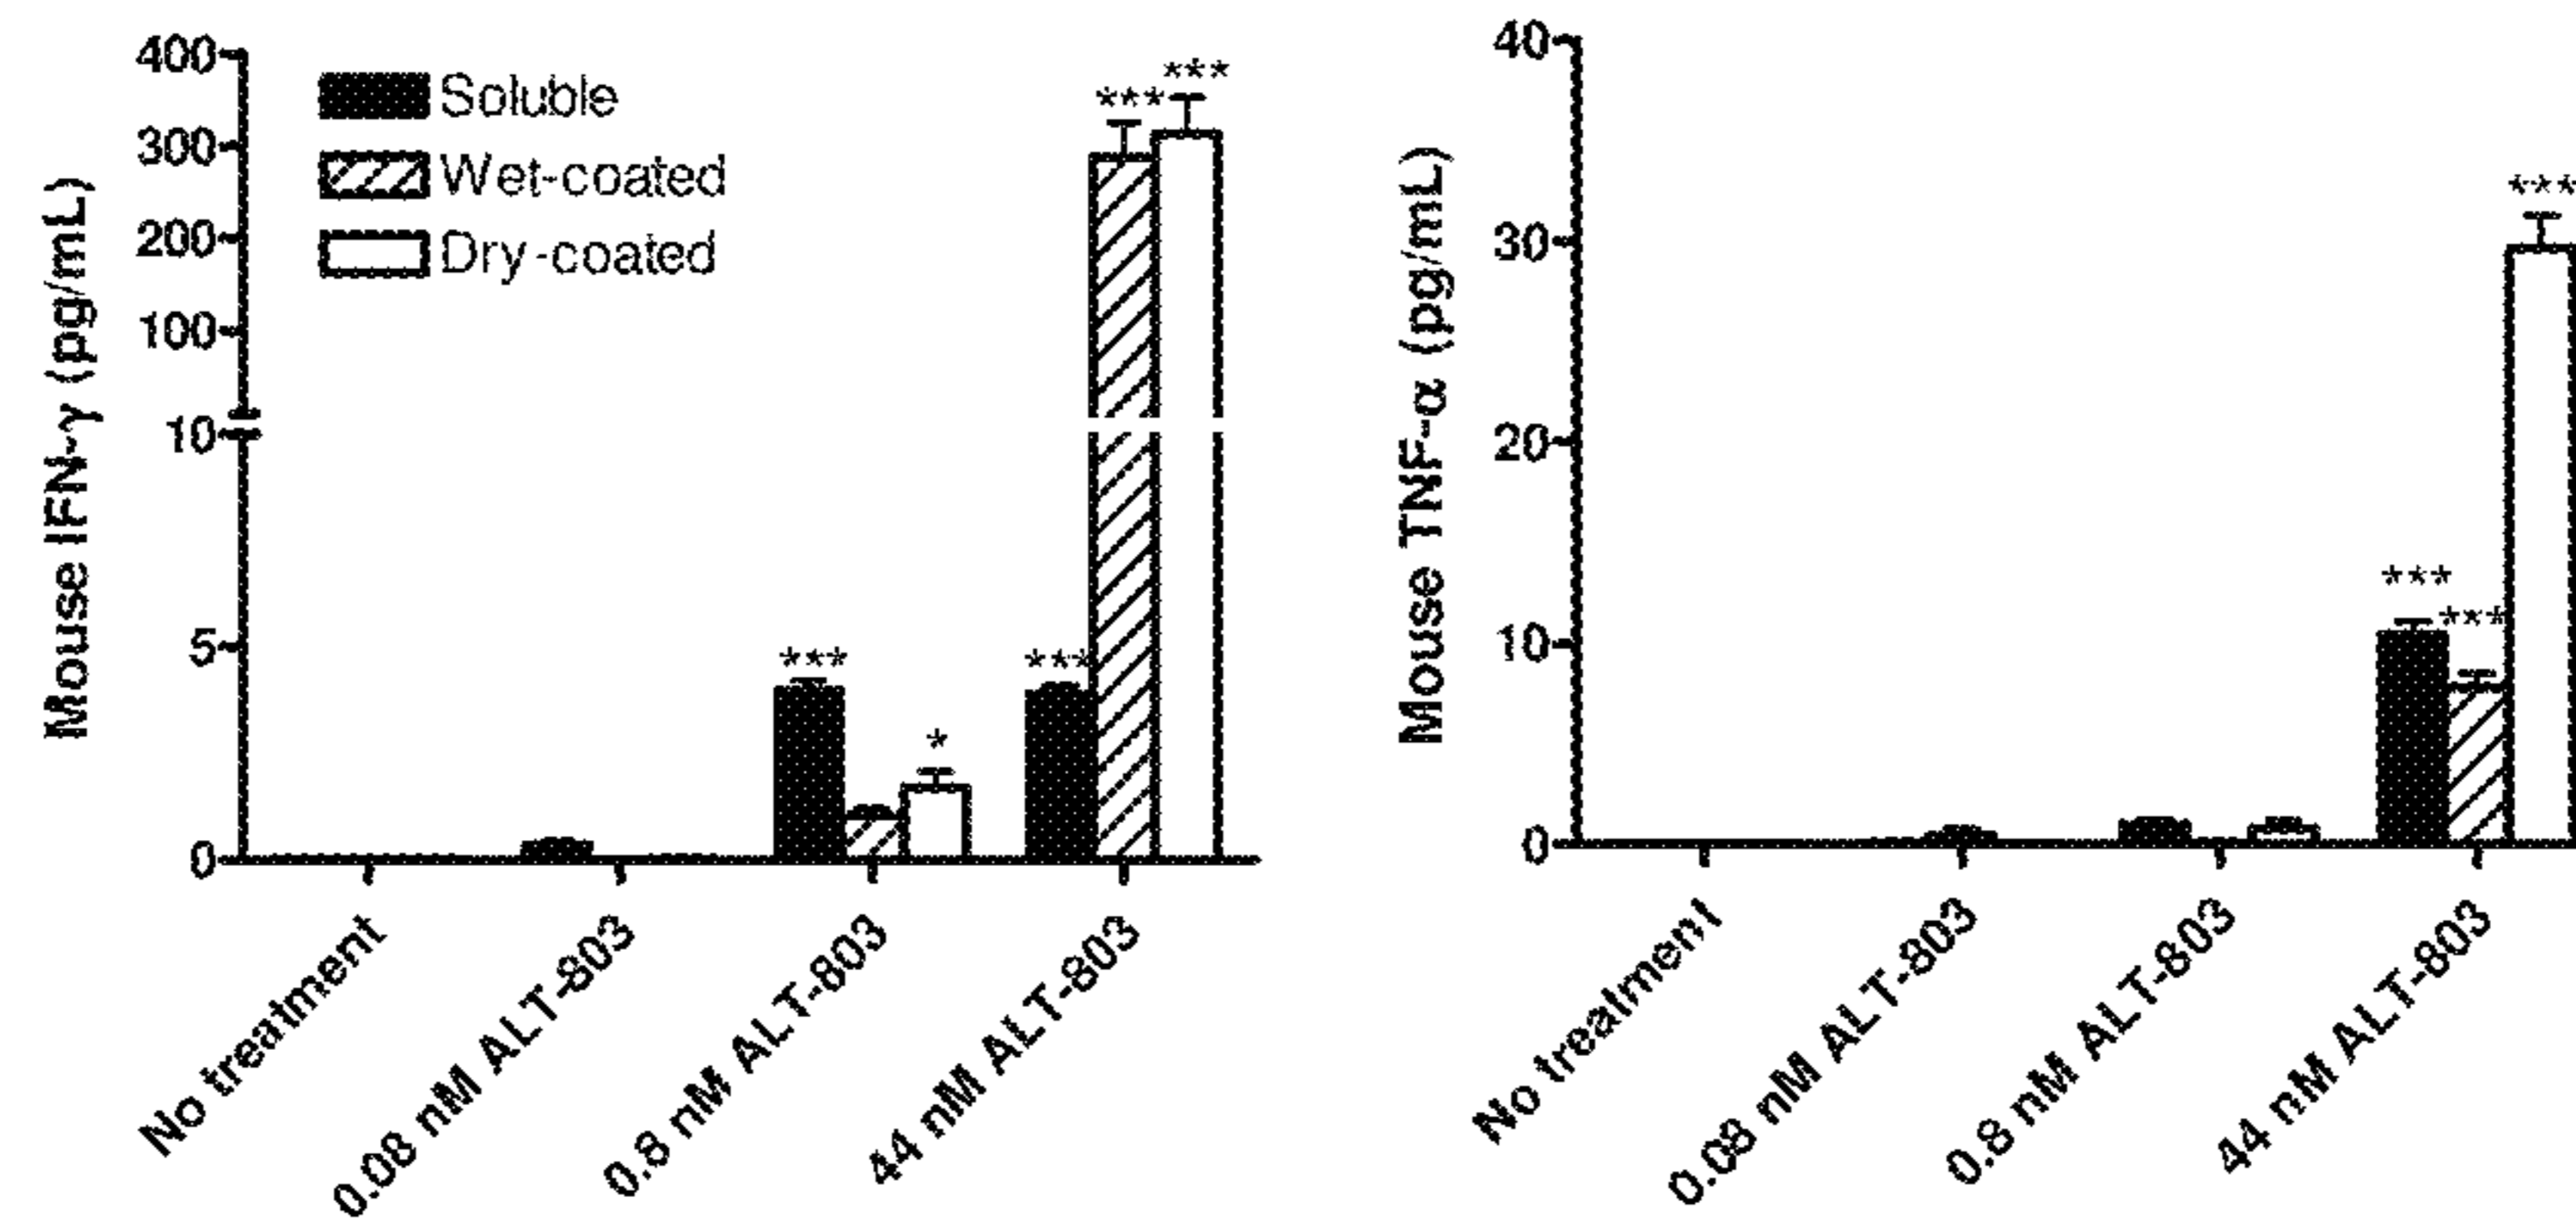 Mouse IFN-γ (pg/mL)
400
300
200
100
10
5
0
Soluble
Wet-coated
Dry-coated
***
***
***
*
***
No treatment
0.08 nM ALT-803
0.8 nM ALT-803
44 nM ALT-803
Mouse TNF-α (pg/mL)
40
30
20
10
0
***
***
***
No treatment
0.08 nM ALT-803
0.8 nM ALT-803
44 nM ALT-803